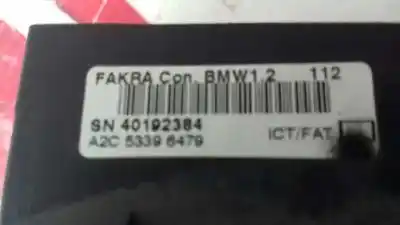 FAKRA Con. BMW1.2 112
SN 40192384
A2C 5339 6479
ICT/FAT